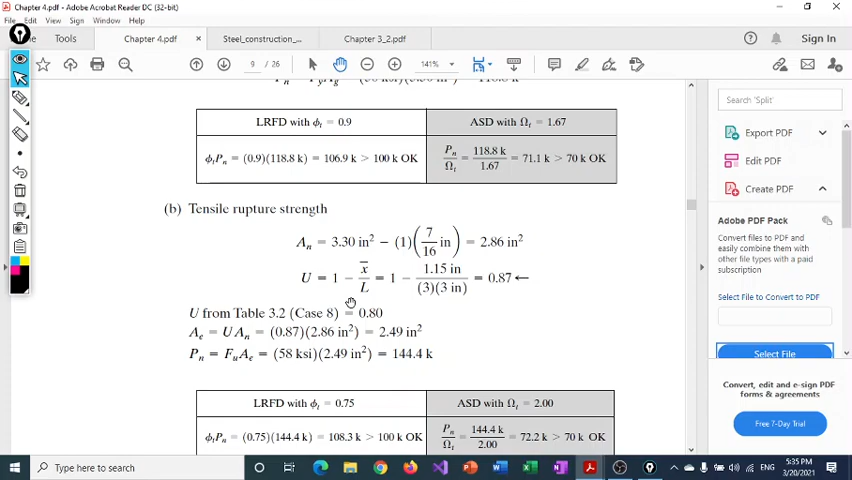 Chapter 4.pdf - Adobe Acrobat Reader DC (32-bit)
File Edit View Sign Window Help
Tools
Chapter 4.pdf ×
Steel_construction_...
Chapter 3_2.pdf
Sign In
9 / 26
141%
LRFD with ϕt = 0.9
ASD with Ωt = 1.67
ϕtPn = (0.9)(118.8 k) = 106.9 k > 100 k OK
Pn/Ωt = 118.8 k/1.67 = 71.1 k > 70 k OK
(b) Tensile rupture strength
An = 3.30 in² − (1)(7/16 in) = 2.86 in²
U = 1 − x̄/L = 1 − 1.15 in/(3)(3 in) = 0.87 ←
U from Table 3.2 (Case 8) = 0.80
Ae = UAn = (0.87)(2.86 in²) = 2.49 in²
Pn = FuAe = (58 ksi)(2.49 in²) = 144.4 k
LRFD with ϕt = 0.75
ASD with Ωt = 2.00
ϕtPn = (0.75)(144.4 k) = 108.3 k > 100 k OK
Pn/Ωt = 144.4 k/2.00 = 72.2 k > 70 k OK
Search 'Split'
Export PDF
Edit PDF
Create PDF
Adobe PDF Pack
Convert files to PDF and
easily combine them with
other file types with a paid
subscription
Select File to Convert to PDF
Select File
Convert, edit and e-sign PDF
forms & agreements
Free 7-Day Trial
Type here to search
ENG
5:35 PM
3/20/2021